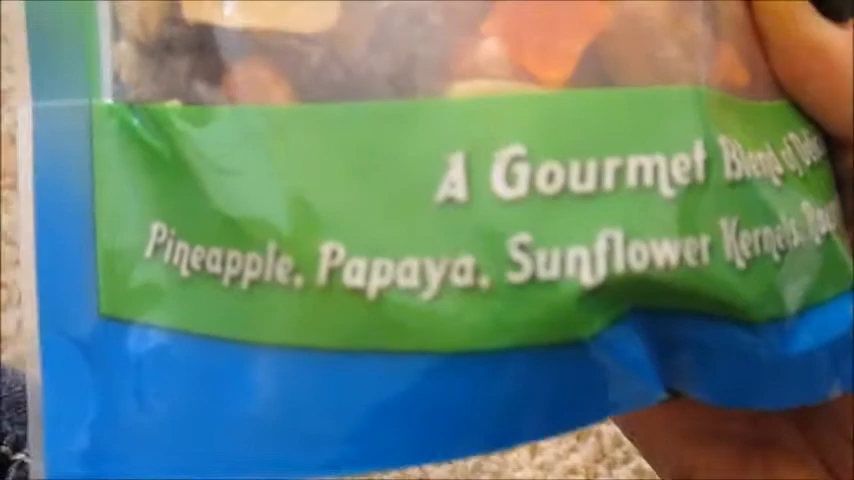 A Gourmet Blend of
Pineapple, Papaya, Sunflower Kernels,